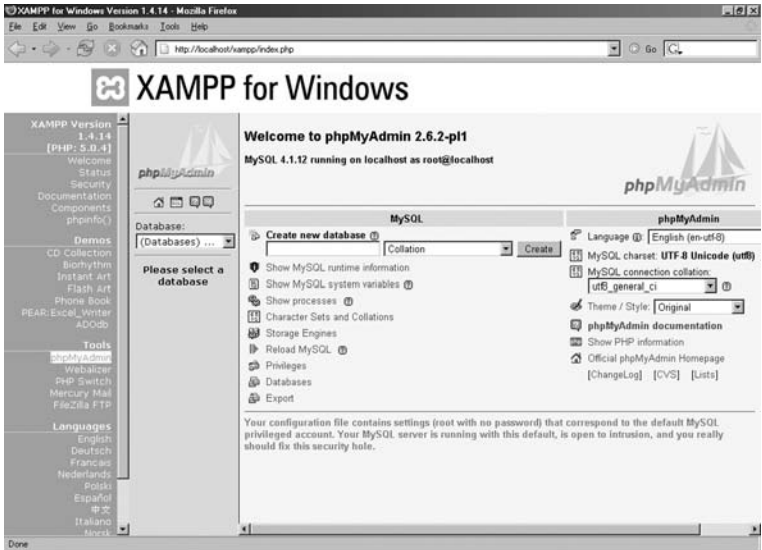 XAMPP for Windows Version 1.4.14 - Mozilla Firefox
File Edit View Go Bookmarks Tools Help
http://localhost/xampp/index.php
Go
XAMPP for Windows
XAMPP Version
1.4.14
[PHP: 5.0.4]
Welcome
Status
Security
Documentation
Components
phpinfo()
Demos
CD Collection
Biorhythm
Instant Art
Flash Art
Phone Book
PEAR:Excel_Writer
ADOdb
Tools
phpMyAdmin
Webalizer
PHP Switch
Mercury Mail
FileZilla FTP
Languages
English
Deutsch
Francais
Nederlands
Polski
Español
中文
Italiano
Norsk
phpMyAdmin
Database:
(Databases) ...
Please select a
database
Welcome to phpMyAdmin 2.6.2-pl1
MySQL 4.1.12 running on localhost as root@localhost
phpMyAdmin
MySQL
Create new database
Collation
Create
Show MySQL runtime information
Show MySQL system variables
Show processes
Character Sets and Collations
Storage Engines
Reload MySQL
Privileges
Databases
Export
phpMyAdmin
Language
English (en-utf-8)
MySQL charset: UTF-8 Unicode (utf8)
MySQL connection collation:
utf8_general_ci
Theme / Style: Original
phpMyAdmin documentation
Show PHP information
Official phpMyAdmin Homepage
[ChangeLog] [CVS] [Lists]
Your configuration file contains settings (root with no password) that correspond to the default MySQL
privileged account. Your MySQL server is running with this default, is open to intrusion, and you really
should fix this security hole.
Done